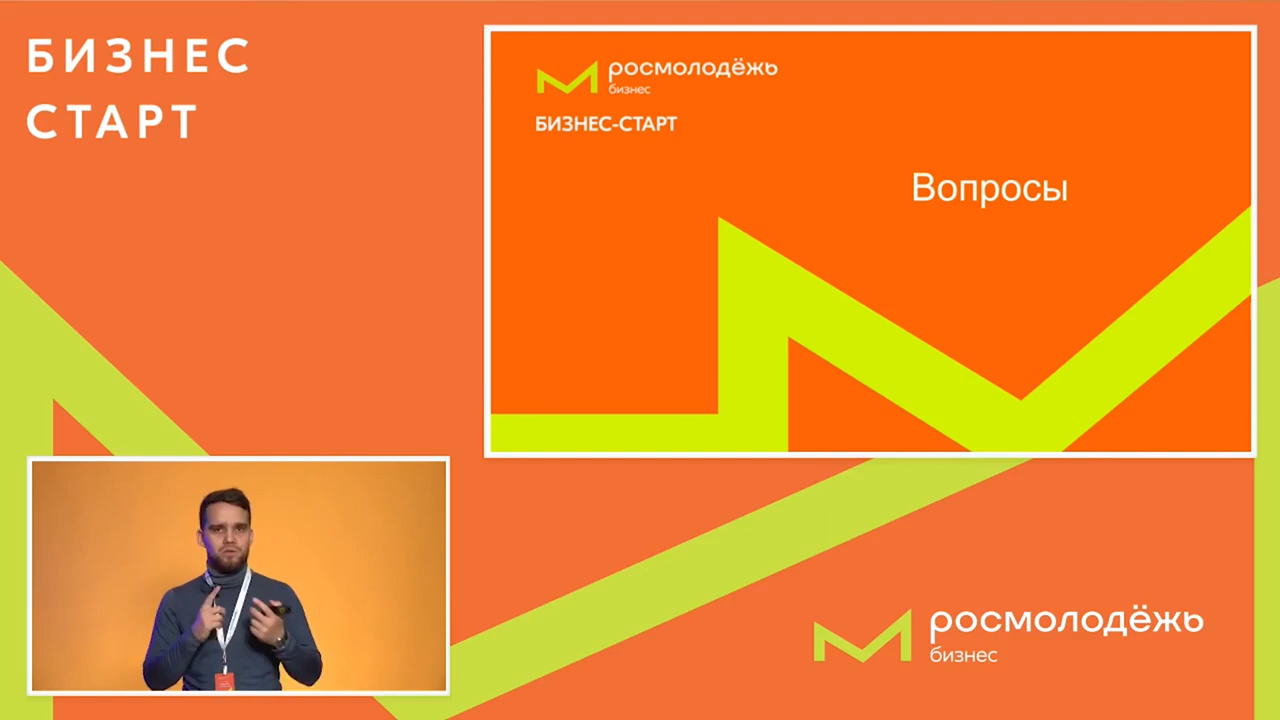 БИЗНЕС
СТАРТ
росмолодёжь
бизнес
БИЗНЕС-СТАРТ
Вопросы
росмолодёжь
бизнес